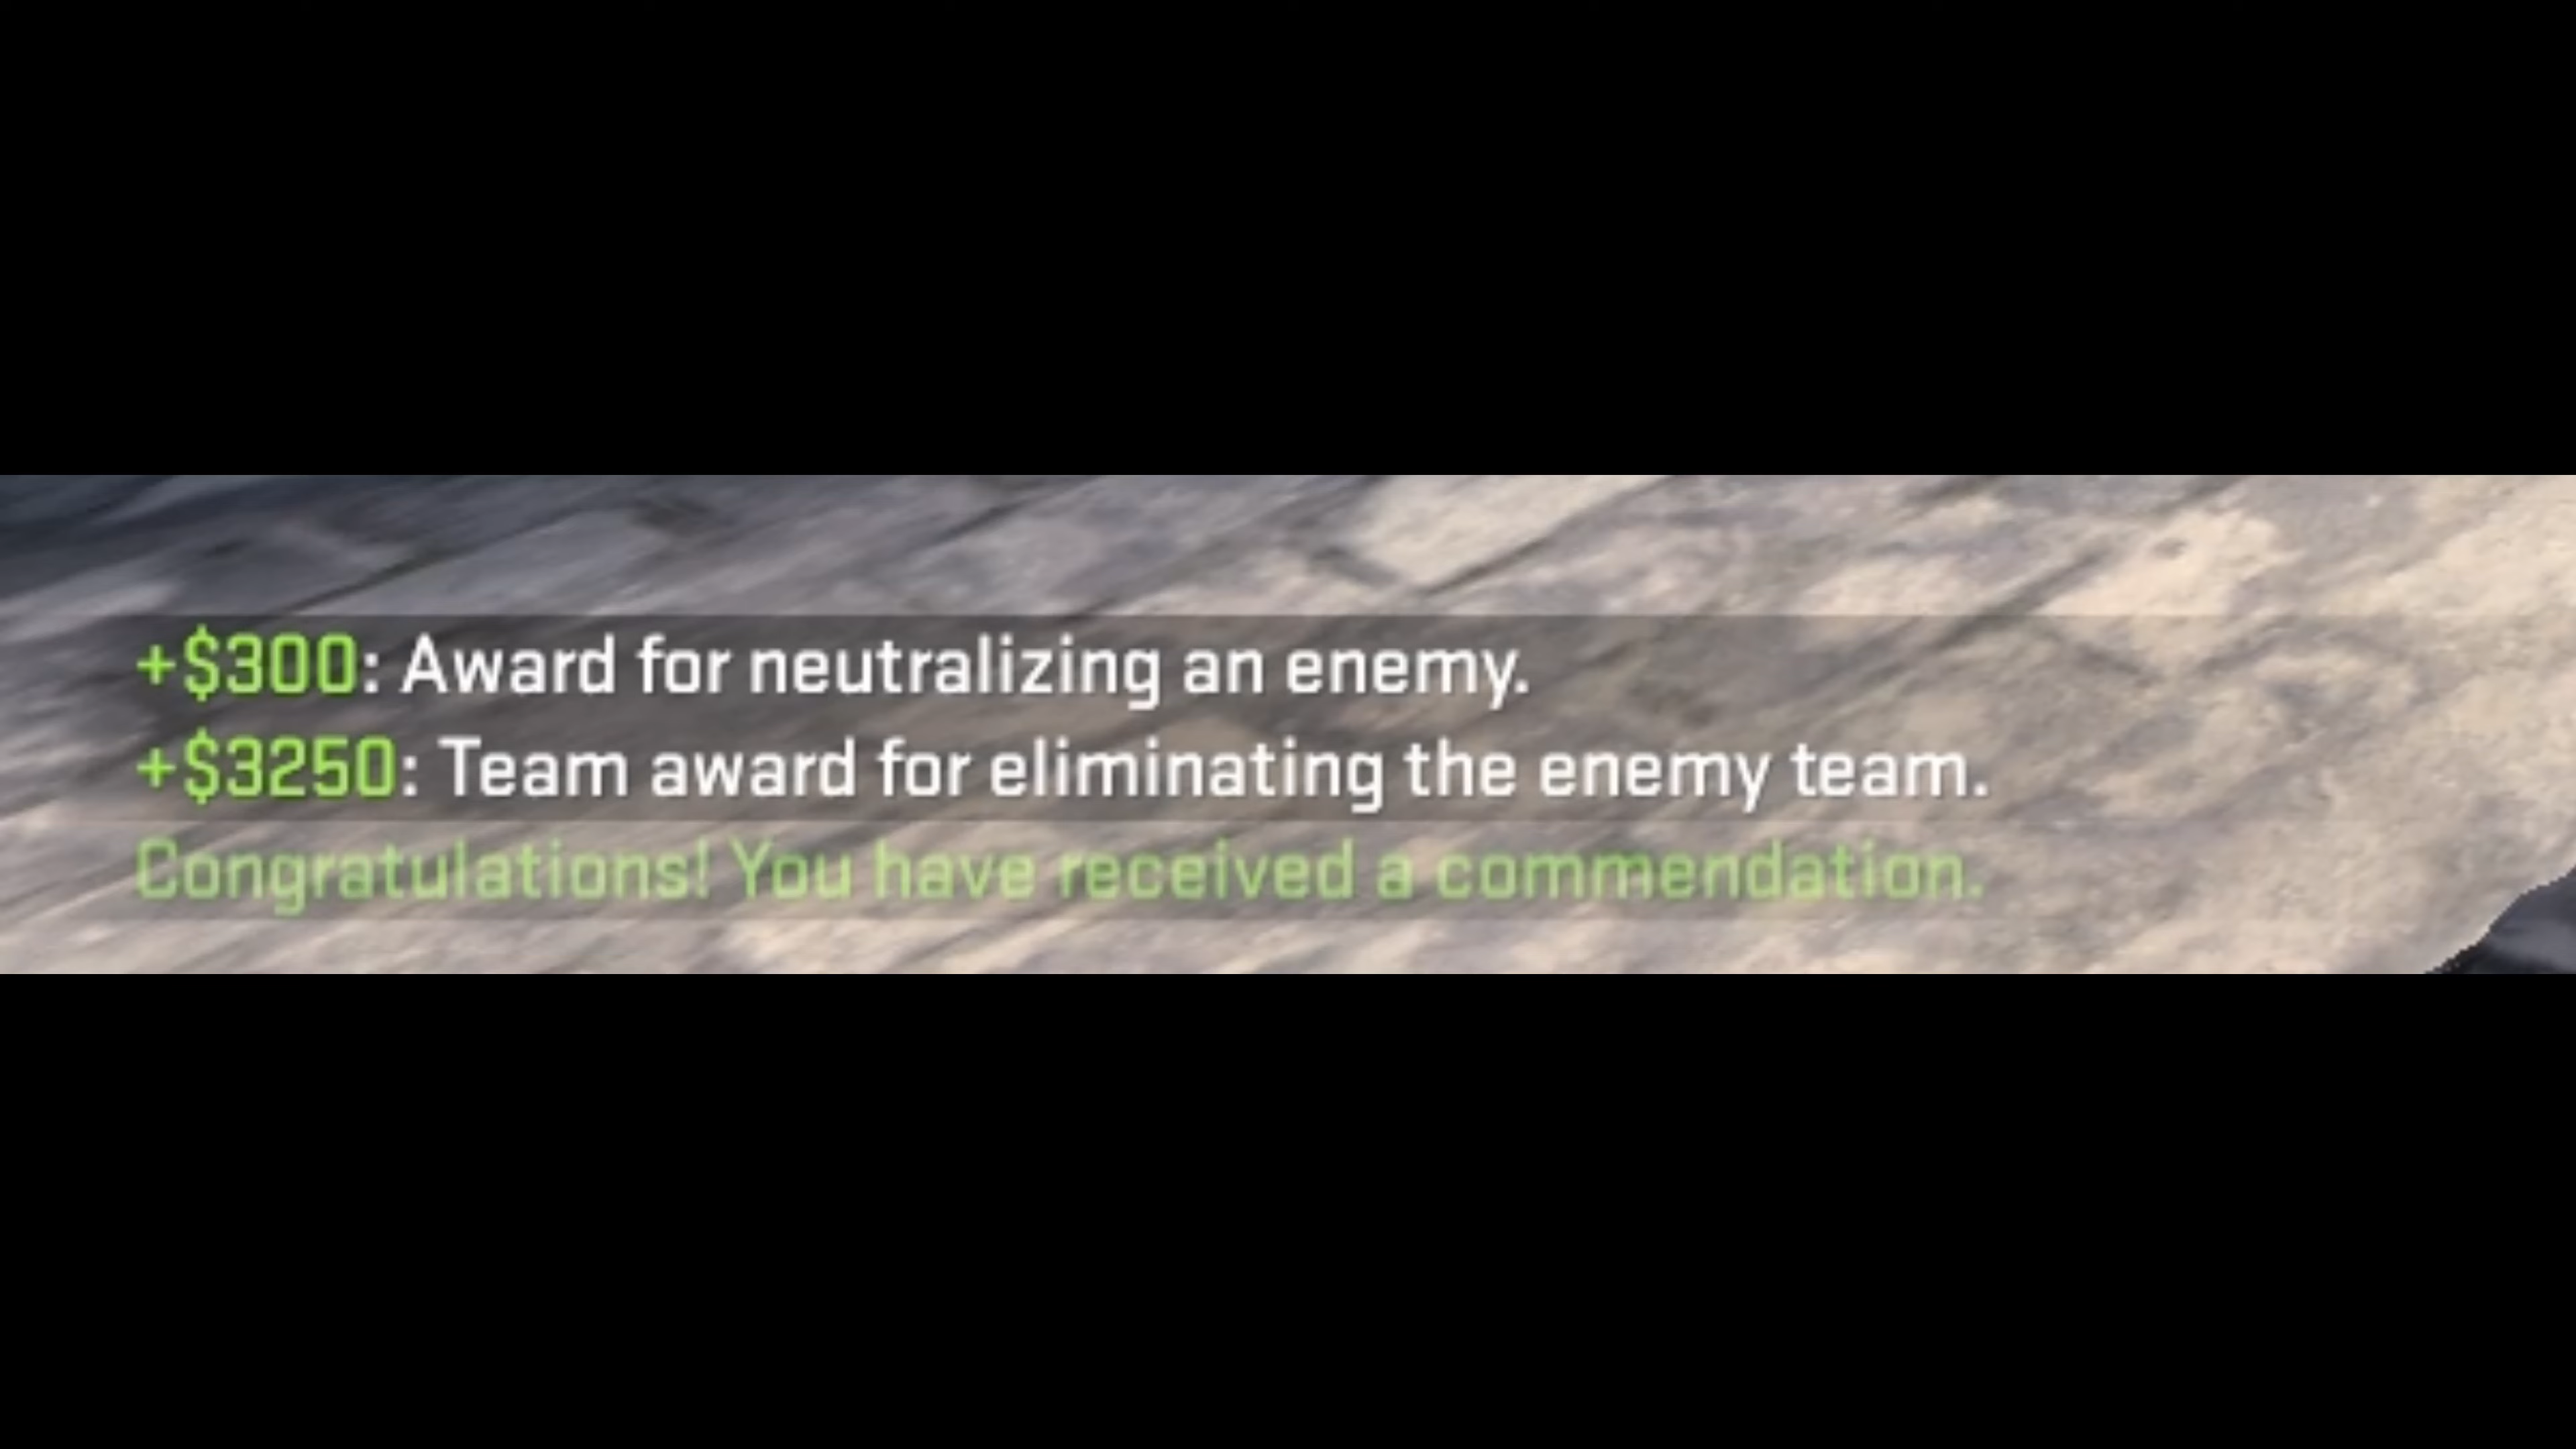 +$300: Award for neutralizing an enemy.
+$3250: Team award for eliminating the enemy team.
Congratulations! You have received a commendation.